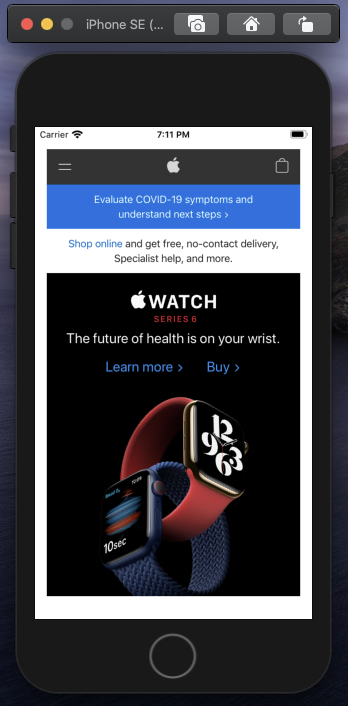 iPhone SE (...
Carrier
7:11 PM
Evaluate COVID-19 symptoms and
understand next steps >
Shop online and get free, no-contact delivery,
Specialist help, and more.
WATCH
SERIES 6
The future of health is on your wrist.
Learn more > Buy >
10sec